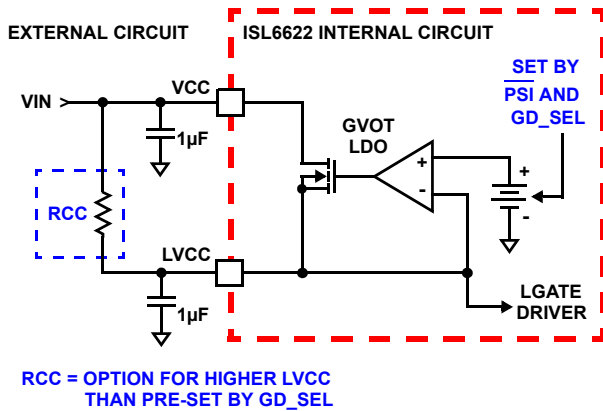 EXTERNAL CIRCUIT
ISL6622 INTERNAL CIRCUIT
SET BY
PSI AND
GD_SEL
VCC
VIN
1µF
GVOT
LDO
+
-
+
-
RCC
LVCC
1µF
LGATE
DRIVER
RCC = OPTION FOR HIGHER LVCC
THAN PRE-SET BY GD_SEL